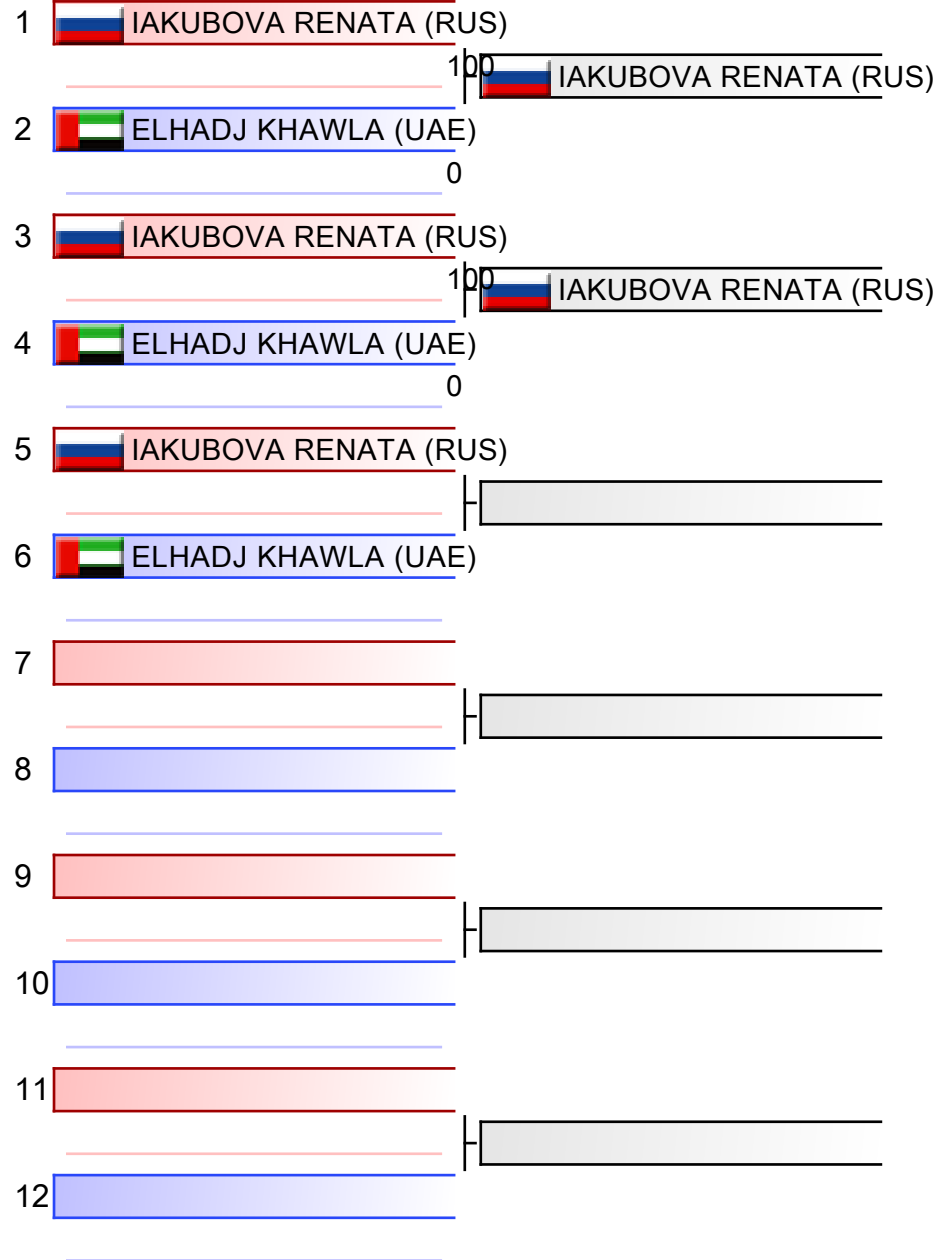 1 IAKUBOVA RENATA (RUS)
100 IAKUBOVA RENATA (RUS)
2 ELHADJ KHAWLA (UAE)
0
3 IAKUBOVA RENATA (RUS)
100 IAKUBOVA RENATA (RUS)
4 ELHADJ KHAWLA (UAE)
0
5 IAKUBOVA RENATA (RUS)
6 ELHADJ KHAWLA (UAE)
7
8
9
10
11
12